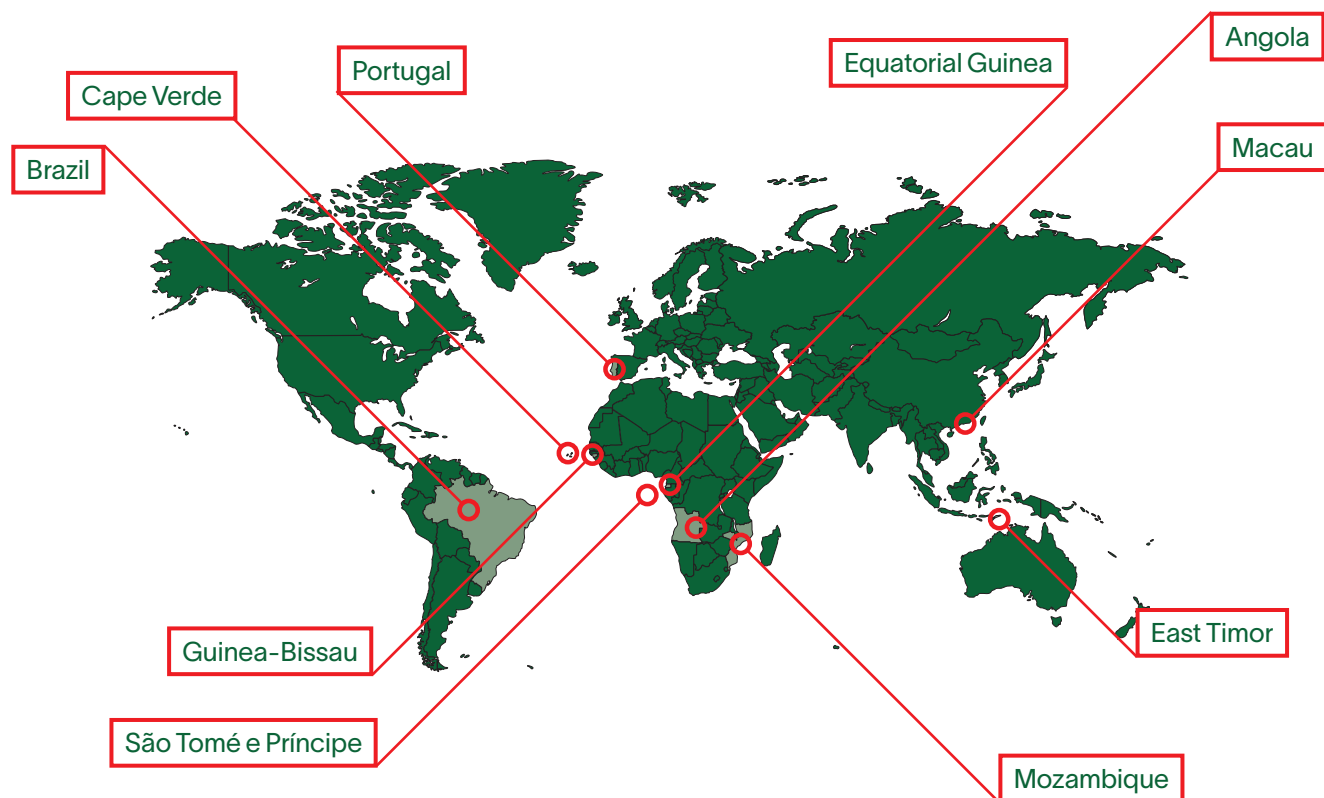 Angola
Portugal
Equatorial Guinea
Cape Verde
Macau
Brazil
East Timor
Guinea-Bissau
São Tomé e Príncipe
Mozambique